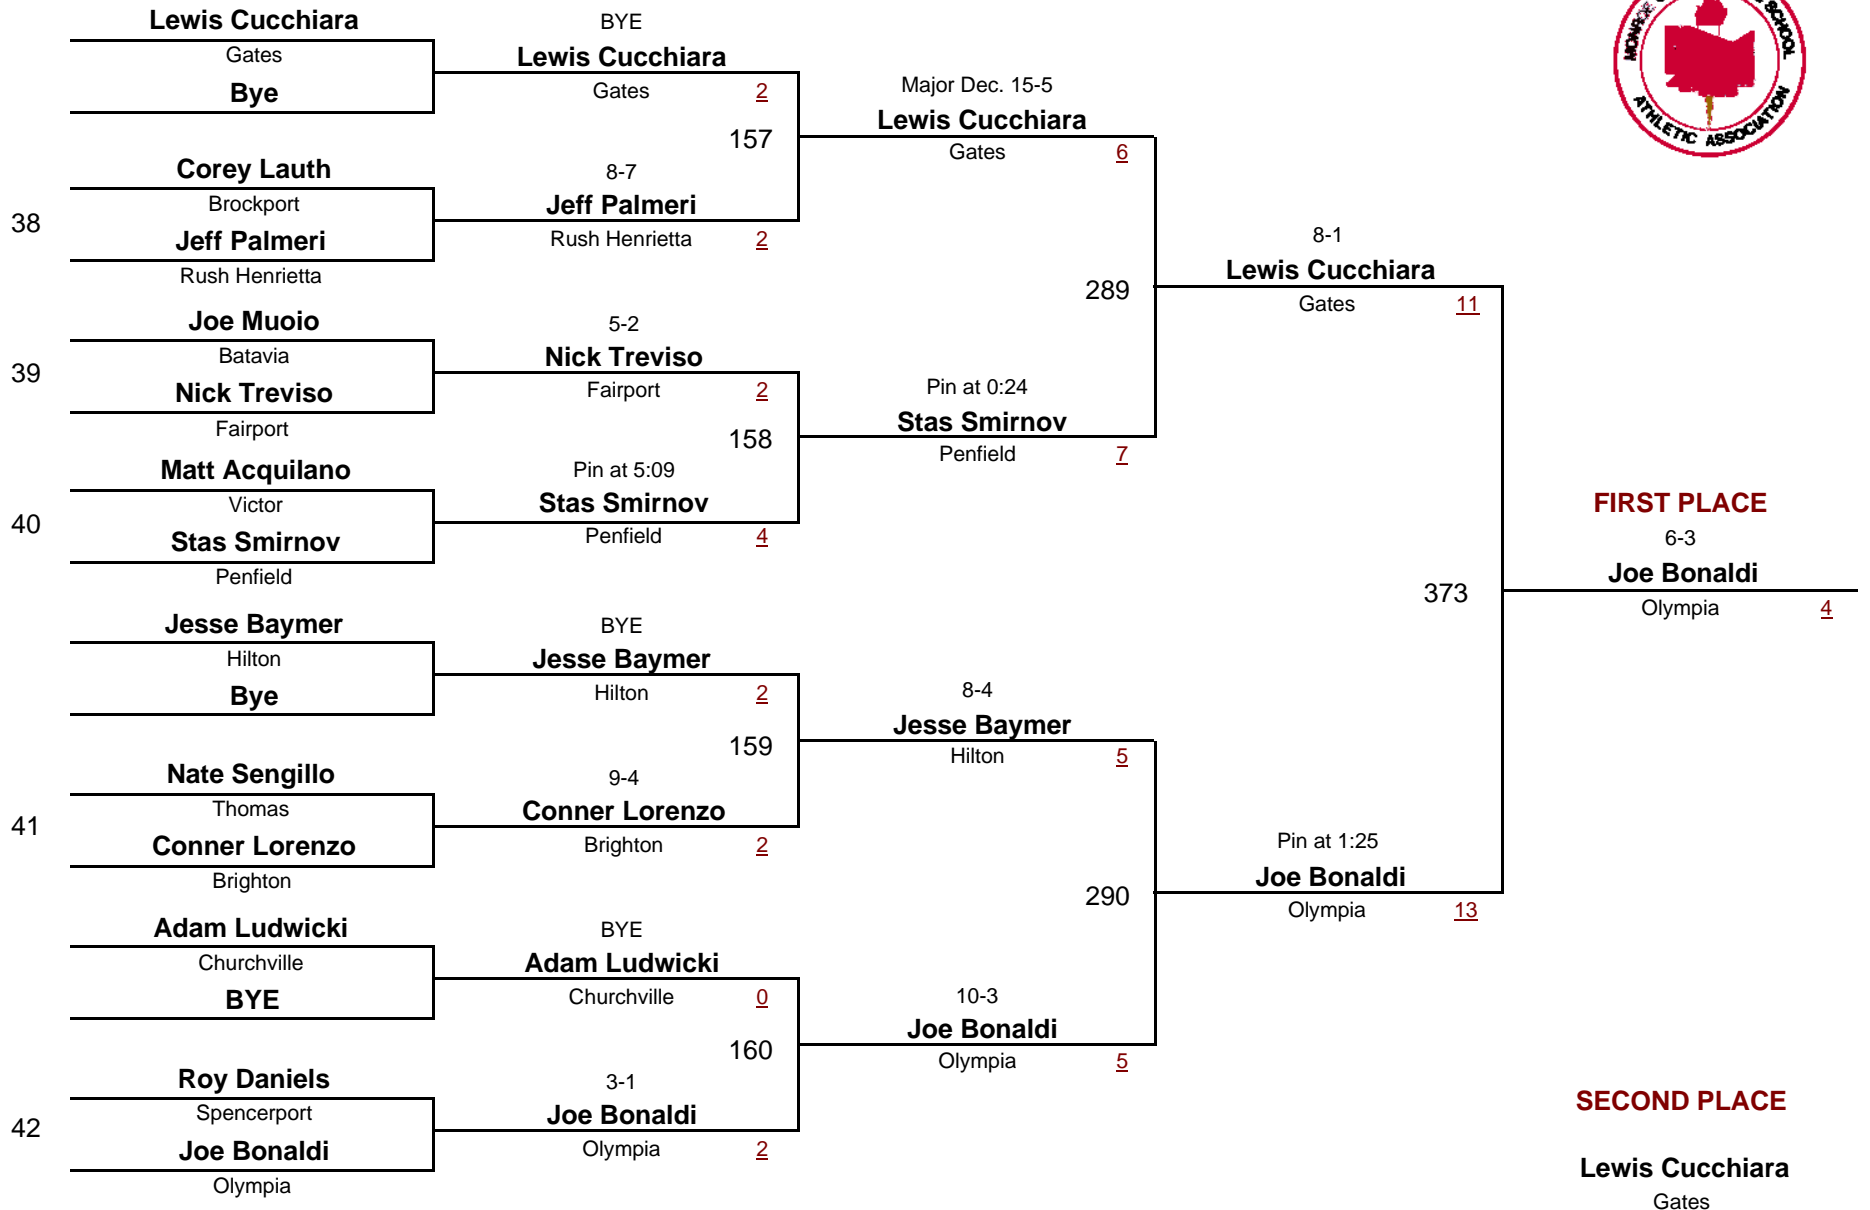 Lewis Cucchiara
Gates
Bye
38
Corey Lauth
Brockport
Jeff Palmeri
Rush Henrietta
39
Joe Muoio
Batavia
Nick Treviso
Fairport
40
Matt Acquilano
Victor
Stas Smirnov
Penfield
Jesse Baymer
Hilton
Bye
41
Nate Sengillo
Thomas
Conner Lorenzo
Brighton
Adam Ludwicki
Churchville
BYE
42
Roy Daniels
Spencerport
Joe Bonaldi
Olympia
BYE
Lewis Cucchiara
Gates 2
157
8-7
Jeff Palmeri
Rush Henrietta 2
5-2
Nick Treviso
Fairport 2
158
Pin at 5:09
Stas Smirnov
Penfield 4
BYE
Jesse Baymer
Hilton 2
159
9-4
Conner Lorenzo
Brighton 2
BYE
Adam Ludwicki
Churchville 0
160
3-1
Joe Bonaldi
Olympia 2
Major Dec. 15-5
Lewis Cucchiara
Gates 6
289
Pin at 0:24
Stas Smirnov
Penfield 7
8-4
Jesse Baymer
Hilton 5
290
10-3
Joe Bonaldi
Olympia 5
8-1
Lewis Cucchiara
Gates 11
373
Pin at 1:25
Joe Bonaldi
Olympia 13
MONROE SCHOOL
ATHLETIC ASSOCIATION
FIRST PLACE
6-3
Joe Bonaldi
Olympia 4
SECOND PLACE
Lewis Cucchiara
Gates